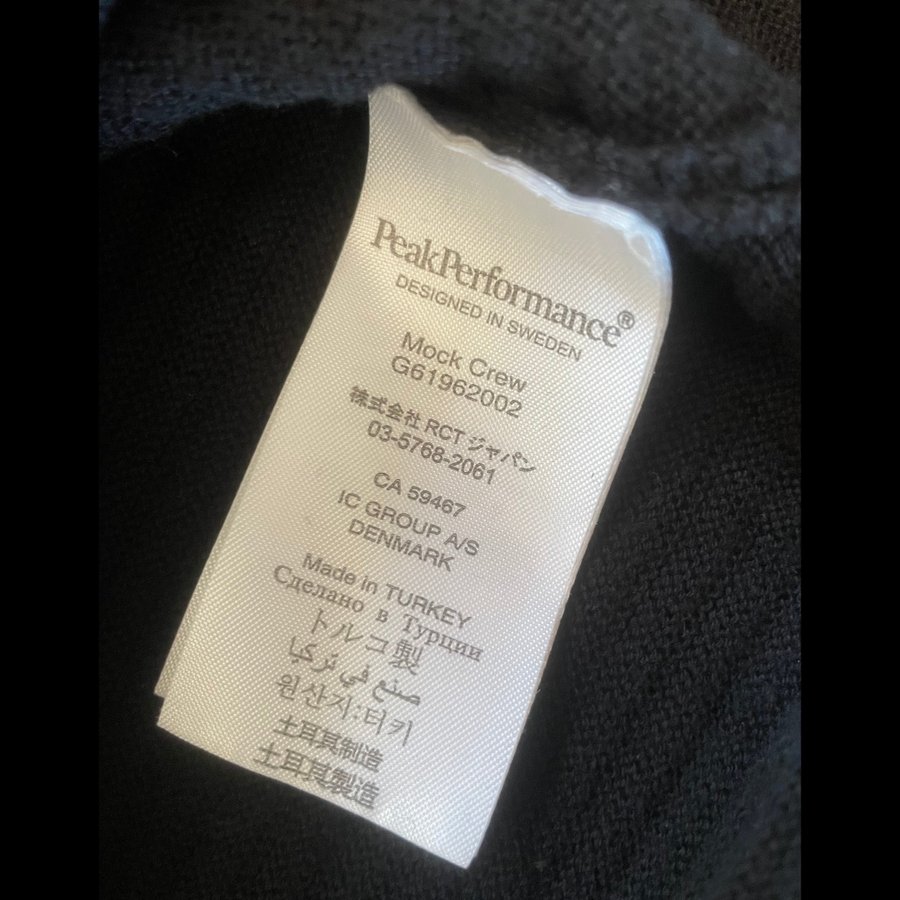 PeakPerformance®
DESIGNED IN SWEDEN
Mock Crew
G61962002
株式会社 RCT ジャパン
03-5768-2061
CA 59467
IC GROUP A/S
DENMARK
Made in TURKEY
Сделано в Турции
トルコ製
صنع في تركيا
원산지:터키
土耳其制造
土耳其製造